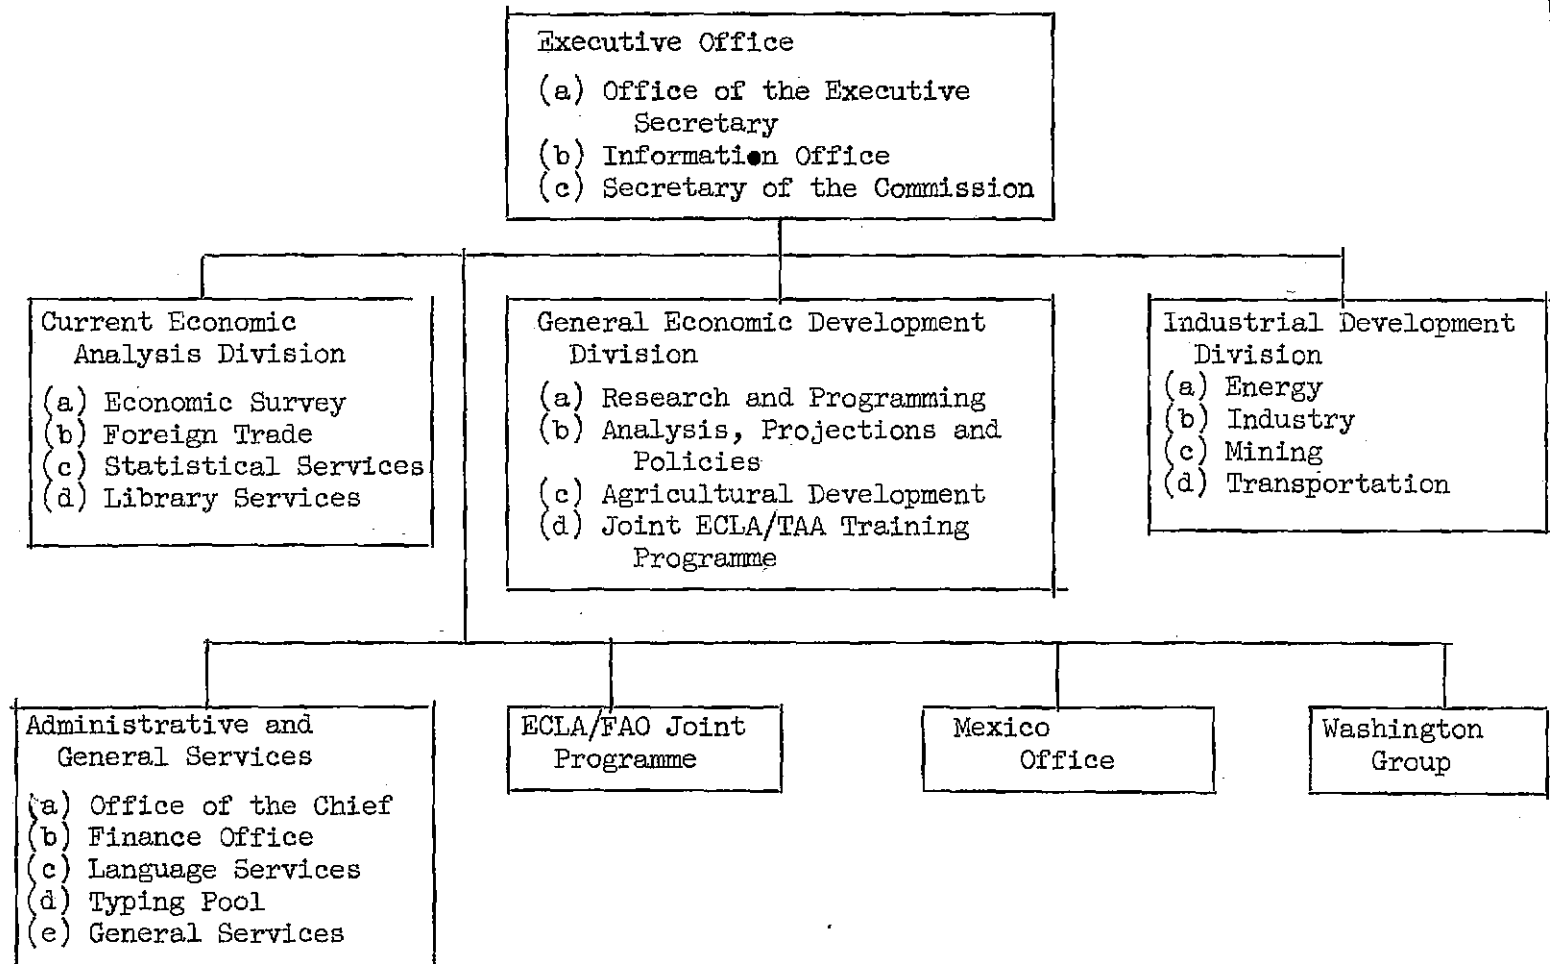 Executive Office
(a) Office of the Executive
Secretary
(b) Information Office
(c) Secretary of the Commission
Current Economic
Analysis Division
(a) Economic Survey
(b) Foreign Trade
(c) Statistical Services
(d) Library Services
General Economic Development
Division
(a) Research and Programming
(b) Analysis, Projections and
Policies
(c) Agricultural Development
(d) Joint ECLA/TAA Training
Programme
Industrial Development
Division
(a) Energy
(b) Industry
(c) Mining
(d) Transportation
Administrative and
General Services
(a) Office of the Chief
(b) Finance Office
(c) Language Services
(d) Typing Pool
(e) General Services
ECLA/FAO Joint
Programme
Mexico
Office
Washington
Group